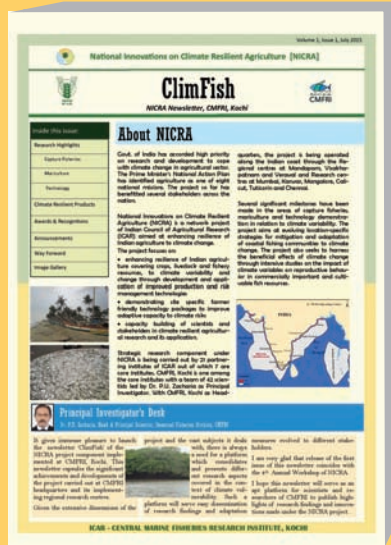 Volume 1, Issue 1, July 2015
National Innovations on Climate Resilient Agriculture [NICRA]
ClimFish
NICRA Newsletter, CMFRI, Kochi
CMFRI
Inside this issue:
Research Highlights
Capture Fisheries
Mariculture
Technology
Climate Resilient Products
Awards & Recognitions
Announcements
Way Forward
Image Gallery
About NICRA
Govt. of India has accorded high priority
on research and development to cope
with climate change in agricultural sector.
The Prime Minister's National Action Plan
has identified agriculture as one of eight
national missions. The project so far has
benefitted several stakeholders across the
nation.
National Innovations on Climate Resilient
Agriculture (NICRA) is a network project
of Indian Council of Agricultural Research
(ICAR) aimed at enhancing resilience of
Indian agriculture to climate change.
The project focuses on:
• enhancing resilience of Indian agricul-
ture covering crops, livestock and fishery
resources, to climate variability and
change through development and appli-
cation of improved production and risk
management technologies
• demonstrating site specific farmer
friendly technology packages to improve
adaptive capacity to climate risks
• capacity building of scientists and
stakeholders in climate resilient agricultur-
al research and its application.
Strategic research component under
NICRA is being carried out by 21 partner-
ing institutes of ICAR out of which 7 are
core institutes. CMFRI, Kochi is one among
the core institutes with a team of 42 scien-
tists led by Dr. P.U. Zacharia as Principal
Investigator. With CMFRI, Kochi as Head-
quarters, the project is being operated
along the Indian coast through the Re-
gional centres at Mandapam, Visakha-
patnam and Veraval and Research cen-
tres at Mumbai, Karwar, Mangalore, Cali-
cut, Tuticorin and Chennai.
Several significant milestones have been
made in the areas of capture fisheries,
mariculture and technology demonstra-
tion in relation to climate variability. The
project aims at evolving location-specific
strategies for mitigation and adaptation
of coastal fishing communities to climate
change. The project also seeks to harness
the beneficial effects of climate change
through intensive studies on the impact of
climate variables on reproductive behav-
ior in commercially important and culti-
vable fish resources.
INDIA
Principal Investigator's Desk
Dr. P.U. Zacharia, Head & Principal Scientist, Demersal Fisheries Division, CMFRI
It gives immense pleasure to launch
the newsletter 'ClimFish' of the
NICRA project component imple-
mented at CMFRI, Kochi. This
newsletter capsules the significant
achievements and developments of
the project carried out at CMFRI
headquarters and its implement-
ing regional research centres.
Given the extensive dimensions of the
project and the vast subjects it deals
with, there is always
a need for a platform
which consolidates
and presents differ-
ent research aspects
covered in the con-
text of climate vul-
nerability. Such a
platform will serve easy dissemination
of research findings and adaptation
measures evolved to different stake-
holders.
I am very glad that release of the first
issue of this newsletter coincides with
the 4th Annual Workshop of NICRA.
I hope this newsletter will serve as an
apt platform for scientists and re-
searchers of CMFRI to publish high-
lights of research findings and innova-
tions made under the NICRA project.
ICAR - CENTRAL MARINE FISHERIES RESEARCH INSTITUTE, KOCHI